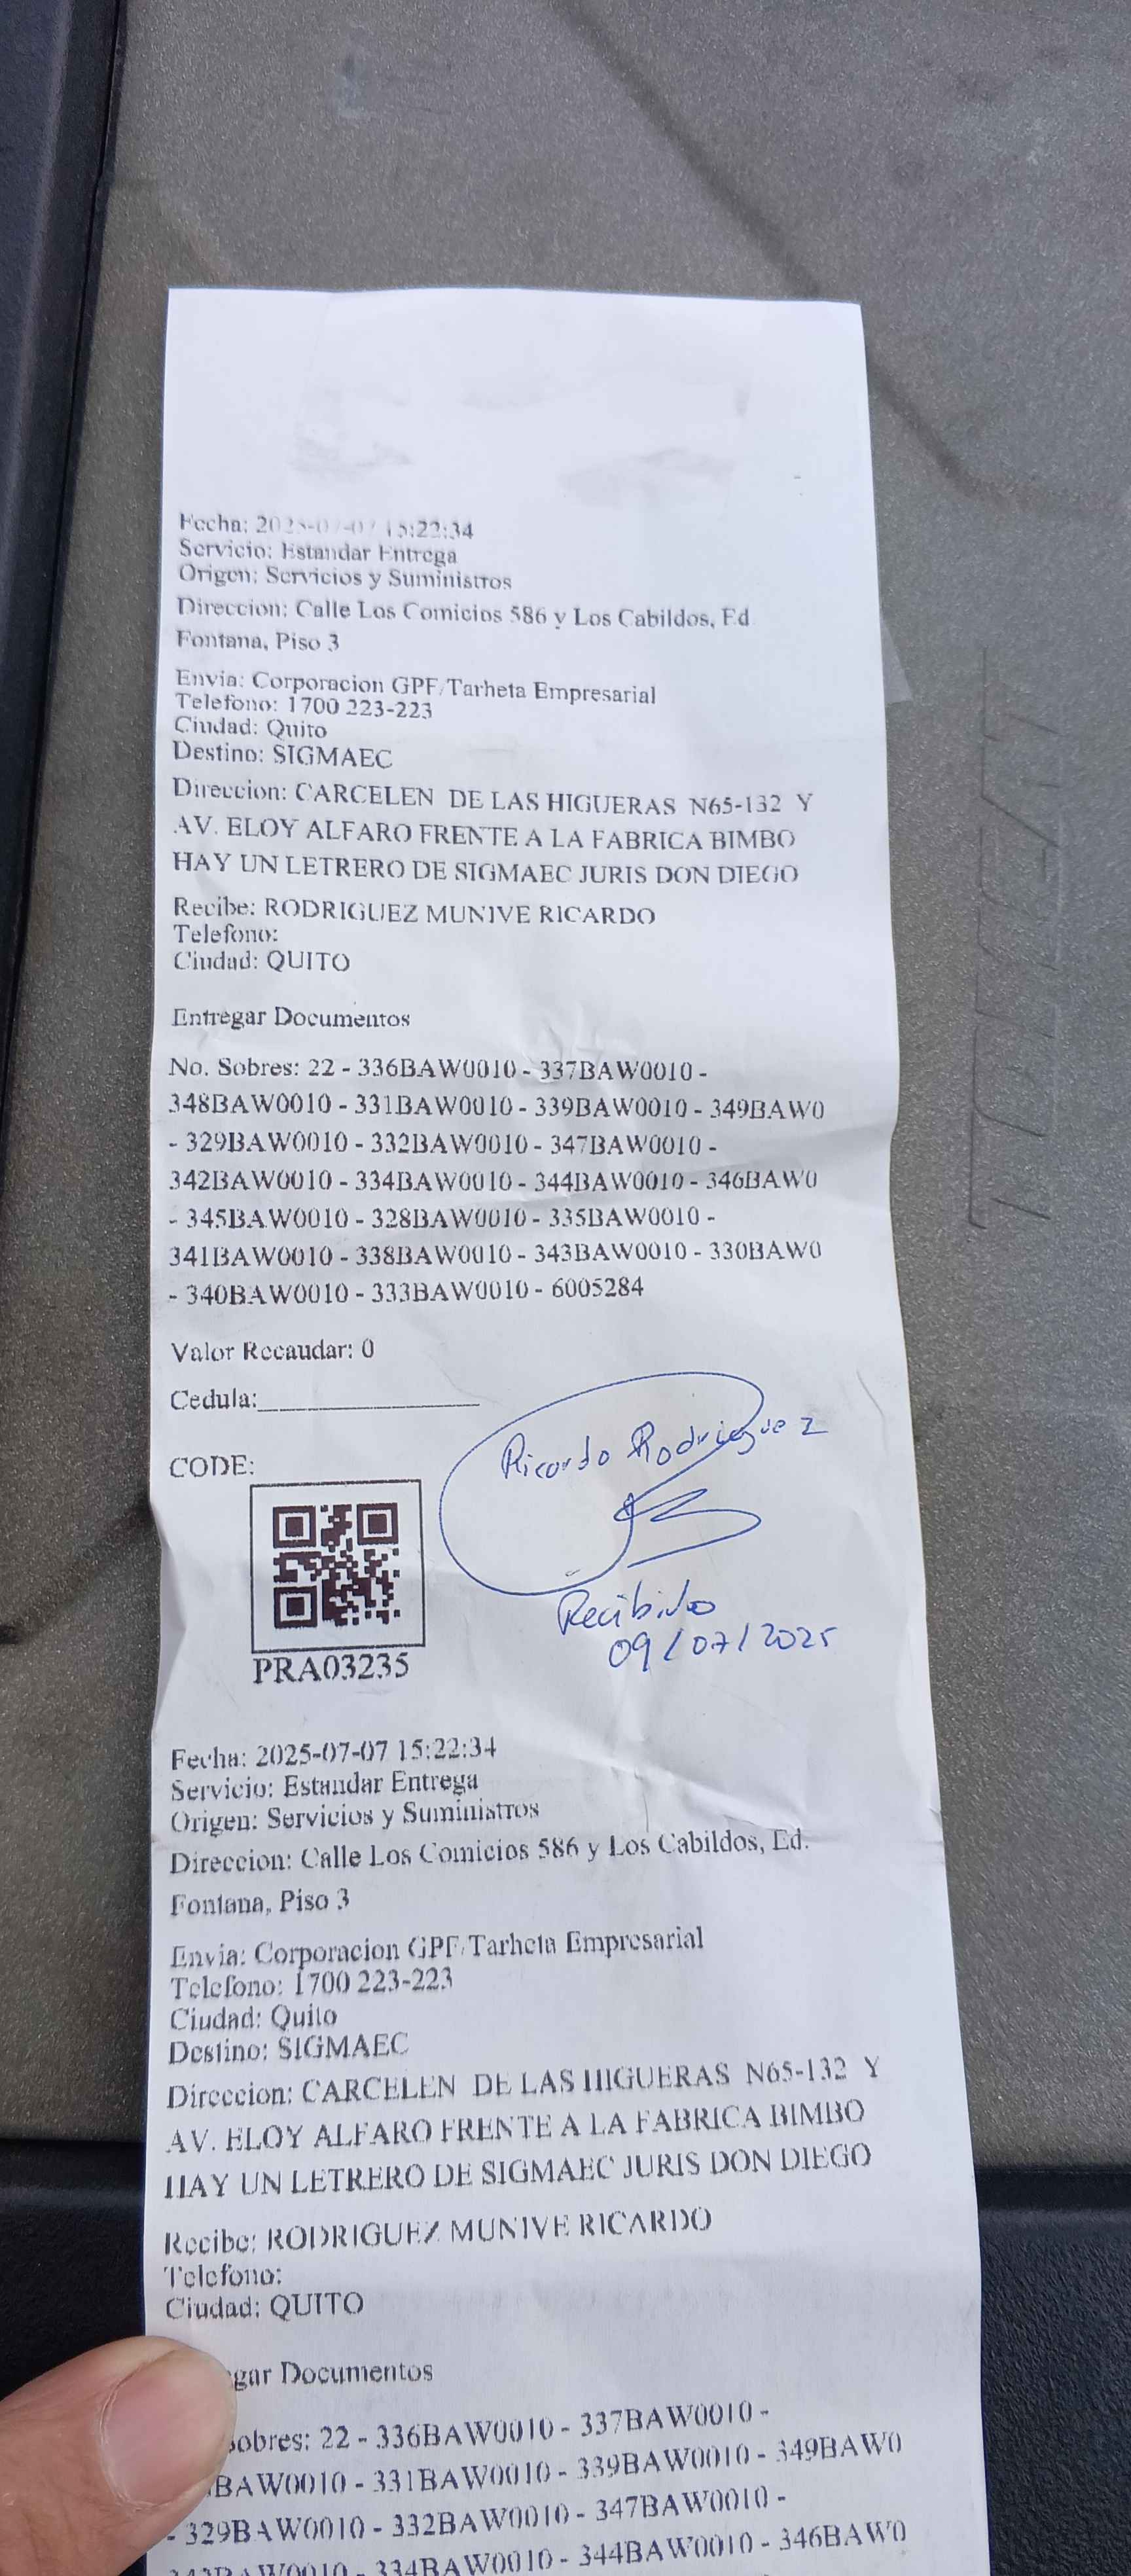 Fecha: 2025-07-07 15:22:34
Servicio: Estandar Entrega
Origen: Servicios y Suministros
Direccion: Calle Los Comicios 586 y Los Cabildos, Ed.
Fontana, Piso 3
Envia: Corporacion GPF/Tarheta Empresarial
Telefono: 1700 223-223
Ciudad: Quito
Destino: SIGMAEC
Direccion: CARCELEN DE LAS HIGUERAS N65-132 Y
AV. ELOY ALFARO FRENTE A LA FABRICA BIMBO
HAY UN LETRERO DE SIGMAEC JURIS DON DIEGO
Recibe: RODRIGUEZ MUNIVE RICARDO
Telefono:
Ciudad: QUITO
Entregar Documentos
No. Sobres: 22 - 336BAW0010 - 337BAW0010 -
348BAW0010 - 331BAW0010 - 339BAW0010 - 349BAW0
- 329BAW0010 - 332BAW0010 - 347BAW0010 -
342BAW0010 - 334BAW0010 - 344BAW0010 - 346BAW0
- 345BAW0010 - 328BAW0010 - 335BAW0010 -
341BAW0010 - 338BAW0010 - 343BAW0010 - 330BAW0
- 340BAW0010 - 333BAW0010 - 6005284
Valor Recaudar: 0
Cedula:
Ricardo Rodriguez
CODE:
Recibido
09/07/2025
PRA03235
Fecha: 2025-07-07 15:22:34
Servicio: Estandar Entrega
Origen: Servicios y Suministros
Direccion: Calle Los Comicios 586 y Los Cabildos, Ed.
Fontana, Piso 3
Envia: Corporacion GPF/Tarheta Empresarial
Telefono: 1700 223-223
Ciudad: Quito
Destino: SIGMAEC
Direccion: CARCELEN DE LAS HIGUERAS N65-132 Y
AV. ELOY ALFARO FRENTE A LA FABRICA BIMBO
HAY UN LETRERO DE SIGMAEC JURIS DON DIEGO
Recibe: RODRIGUEZ MUNIVE RICARDO
Telefono:
Ciudad: QUITO
gar Documentos
obres: 22 - 336BAW0010 - 337BAW0010 -
BAW0010 - 331BAW0010 - 339BAW0010 - 349BAW0
- 329BAW0010 - 332BAW0010 - 347BAW0010 -
342BAW0010 - 334BAW0010 - 344BAW0010 - 346BAW0